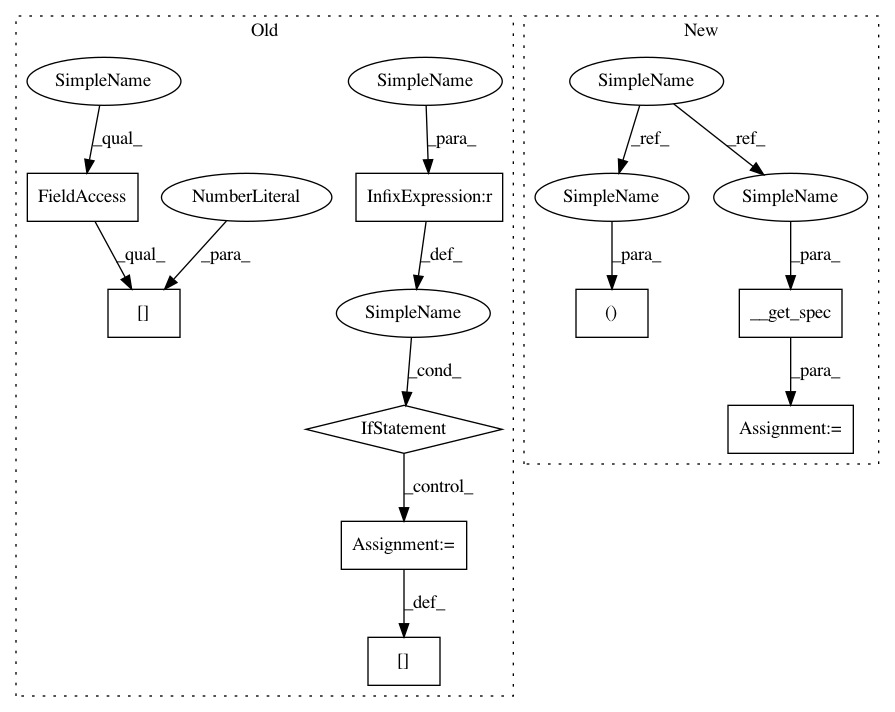 Old
New
SimpleName
SimpleName
SimpleName
_qual_
_para_
_ref_
_ref_
FieldAccess
NumberLiteral
InfixExpression:r
SimpleName
SimpleName
_qual_
_para_
_def_
_para_
_para_
[]
SimpleName
()
__get_spec
_cond_
_para_
IfStatement
Assignment:=
_control_
Assignment:=
_def_
[]